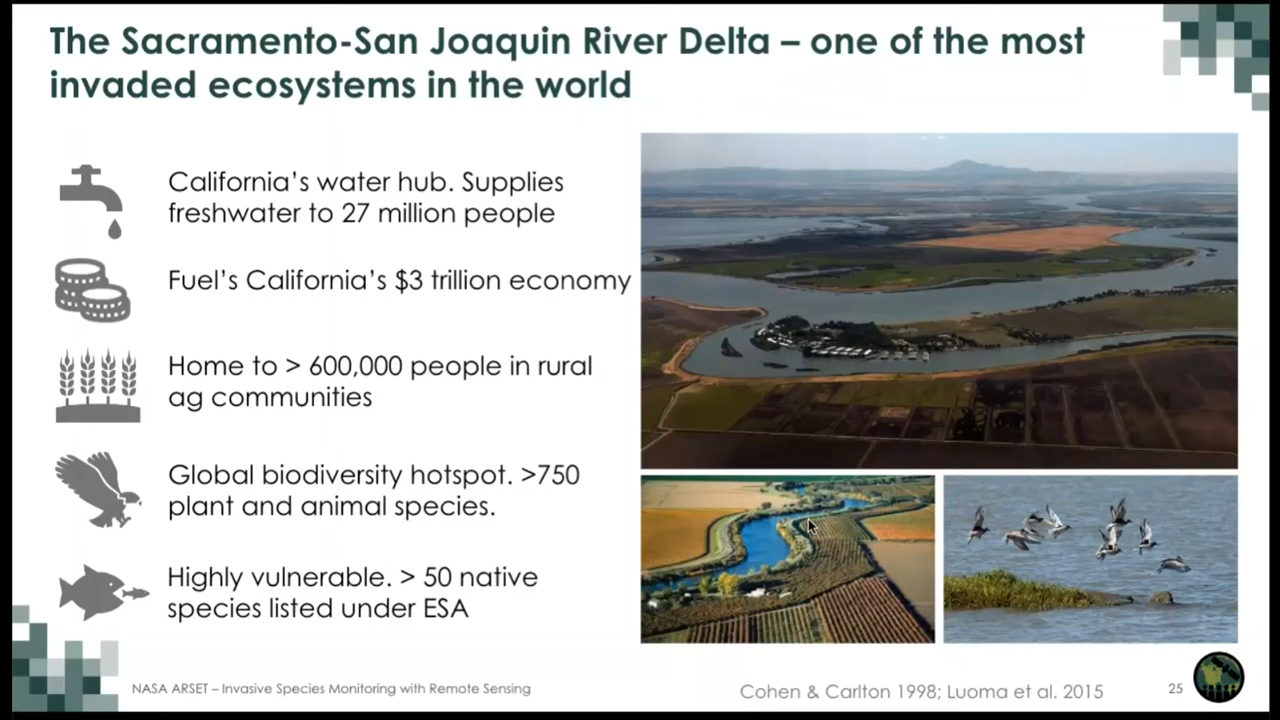 The Sacramento-San Joaquin River Delta – one of the most
invaded ecosystems in the world
California’s water hub. Supplies
freshwater to 27 million people
Fuel’s California’s $3 trillion economy
Home to > 600,000 people in rural
ag communities
Global biodiversity hotspot. >750
plant and animal species.
Highly vulnerable. > 50 native
species listed under ESA
NASA ARSET – Invasive Species Monitoring with Remote Sensing
Cohen & Carlton 1998; Luoma et al. 2015
25